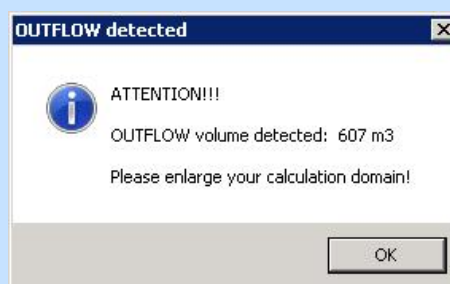 OUTFLOW detected
ATTENTION!!!
OUTFLOW volume detected: 607 m3
Please enlarge your calculation domain!
OK